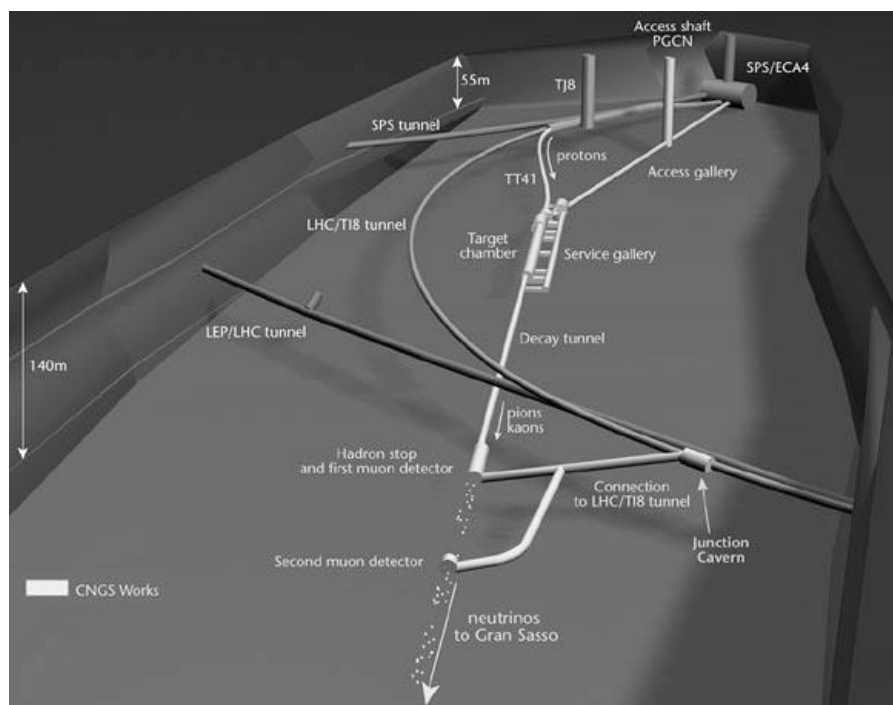 Access shaft
PGCN
SPS/ECA4
55m
TJ8
SPS tunnel
protons
TT41
Access gallery
LHC/TI8 tunnel
Target
chamber
Service gallery
LEP/LHC tunnel
Decay tunnel
140m
pions
kaons
Hadron stop
and first muon detector
Connection
to LHC/TI8 tunnel
Junction
Cavern
Second muon detector
CNGS Works
neutrinos
to Gran Sasso